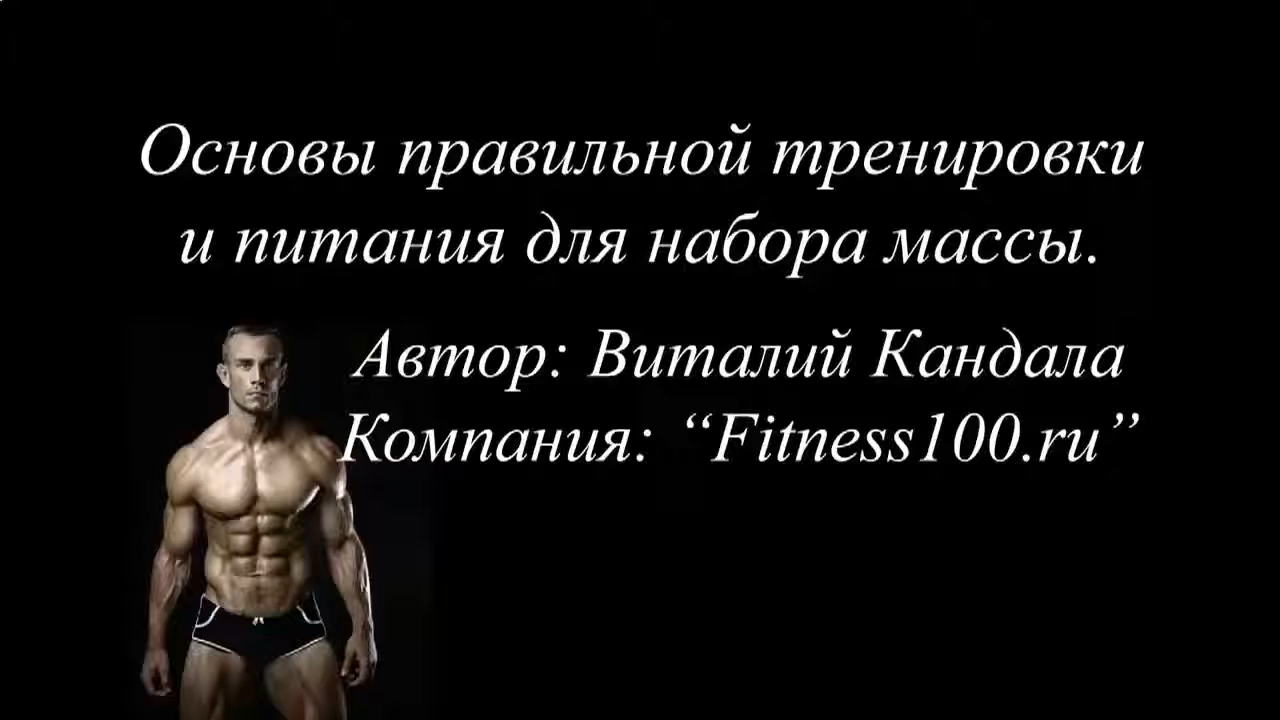 Основы правильной тренировки
и питания для набора массы.
Автор: Виталий Кандала
Компания: “Fitness100.ru”